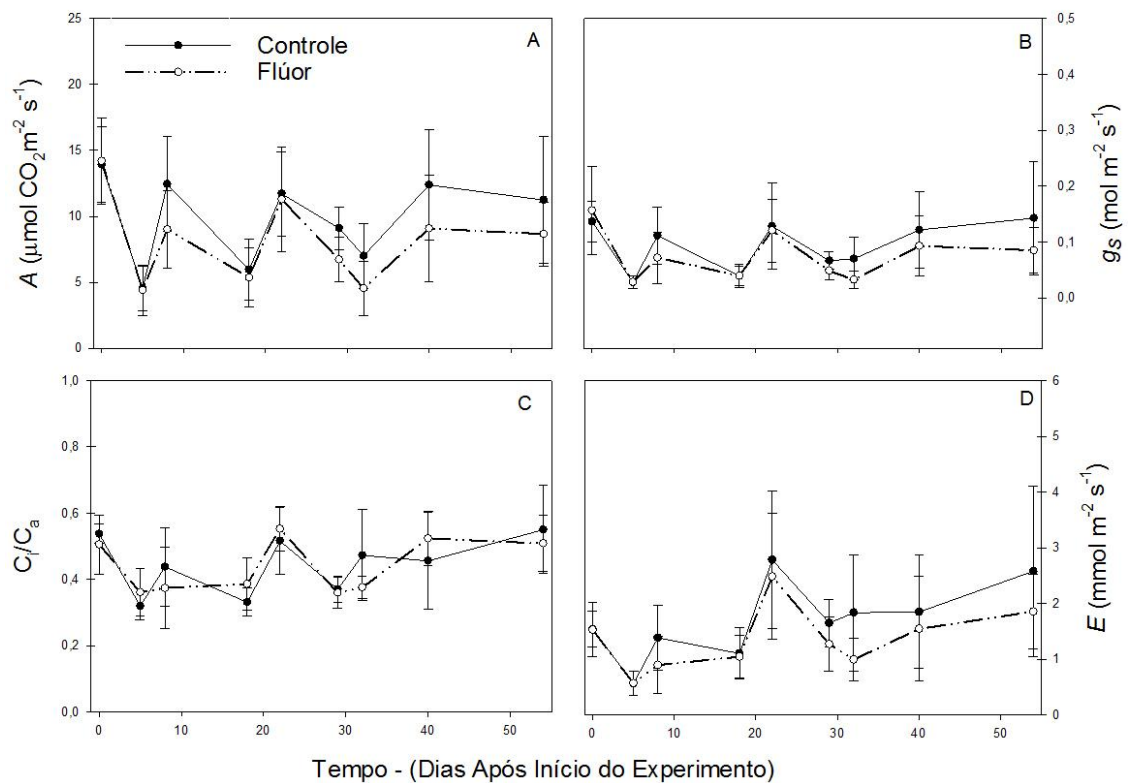 A
Controle
Flúor
25
20
15
10
5
0
A (µmol CO₂m⁻² s⁻¹)
B
0,5
0,4
0,3
0,2
0,1
0,0
gs (mol m⁻² s⁻¹)
C
1,0
0,8
0,6
0,4
0,2
0,0
Ci/Ca
0 10 20 30 40 50
D
6
5
4
3
2
1
0
E (mmol m⁻² s⁻¹)
0 10 20 30 40 50
Tempo - (Dias Após Início do Experimento)